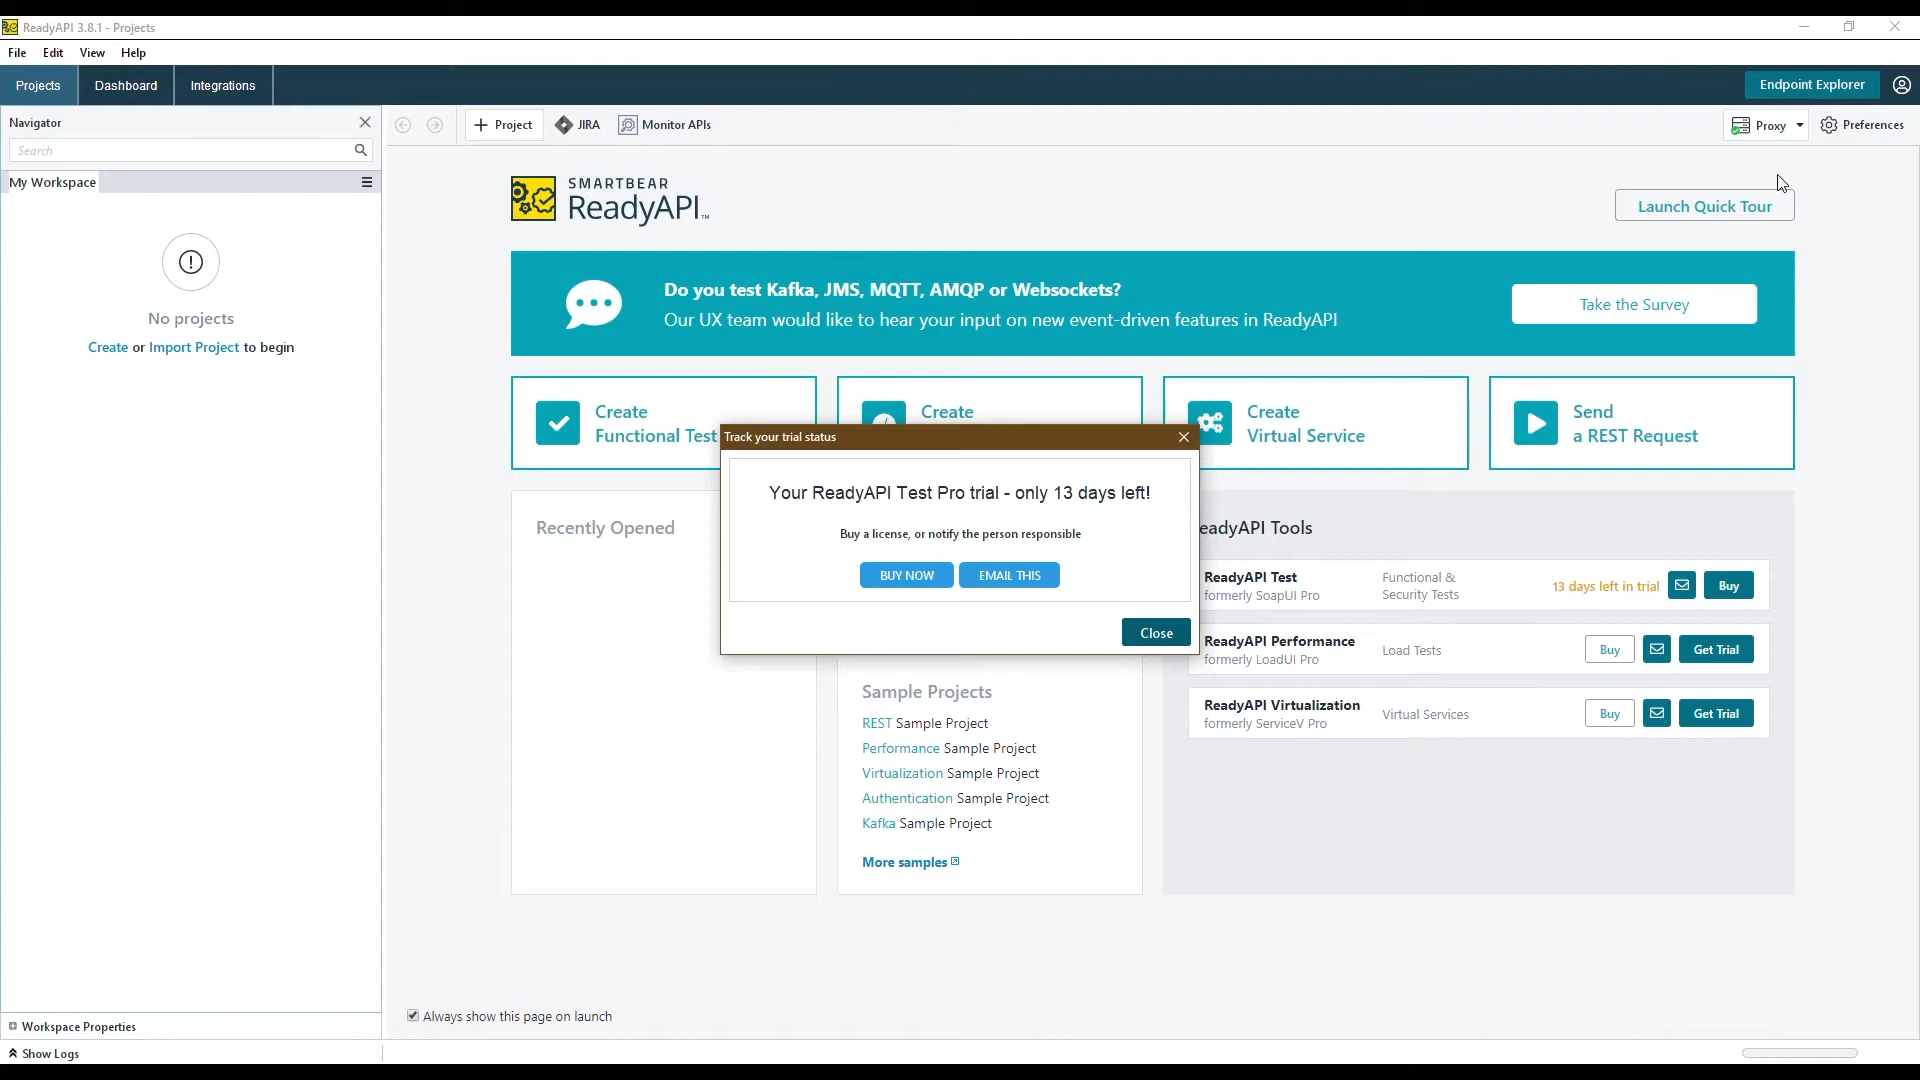 ReadyAPI 3.8.1 - Projects
File Edit View Help
Projects Dashboard Integrations Endpoint Explorer
Navigator
Search
My Workspace
No projects
Create or Import Project to begin
Workspace Properties
Show Logs
Project JIRA Monitor APIs Proxy Preferences
SMARTBEAR
ReadyAPI™
Launch Quick Tour
Do you test Kafka, JMS, MQTT, AMQP or Websockets?
Our UX team would like to hear your input on new event-driven features in ReadyAPI
Take the Survey
Create
Functional Test
Create
Create
Virtual Service
Send
a REST Request
Track your trial status
Your ReadyAPI Test Pro trial - only 13 days left!
Buy a license, or notify the person responsible
BUY NOW EMAIL THIS
Close
Recently Opened
Sample Projects
REST Sample Project
Performance Sample Project
Virtualization Sample Project
Authentication Sample Project
Kafka Sample Project
More samples
eadyAPI Tools
ReadyAPI Test
formerly SoapUI Pro
Functional &
Security Tests
13 days left in trial
Buy
ReadyAPI Performance
formerly LoadUI Pro
Load Tests
Buy
Get Trial
ReadyAPI Virtualization
formerly ServiceV Pro
Virtual Services
Buy
Get Trial
Always show this page on launch